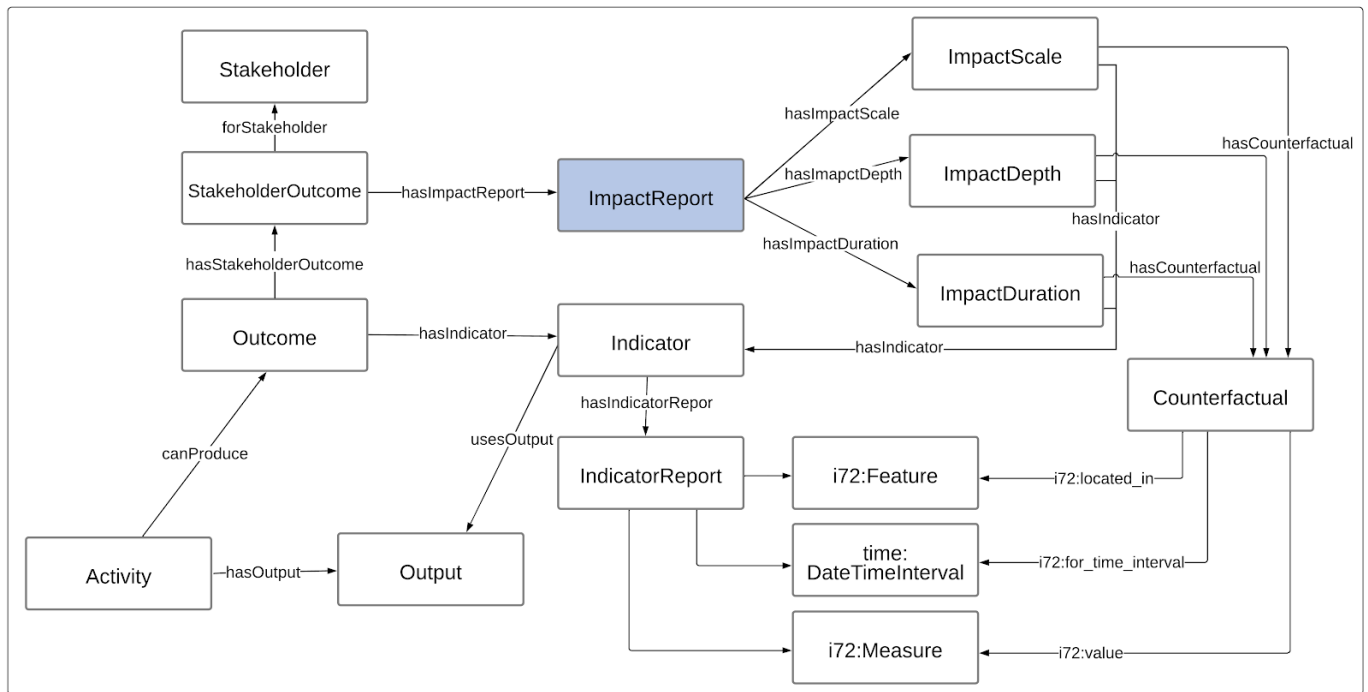 Stakeholder
ImpactScale
hasImpactScale
forStakeholder
hasCounterfactual
StakeholderOutcome
hasImpactReport
ImpactReport
hasImapctDepth
ImpactDepth
hasIndicator
hasImpactDuration
hasStakeholderOutcome
hasCounterfactual
ImpactDuration
Outcome
hasIndicator
Indicator
hasIndicator
Counterfactual
hasIndicatorRepor
canProduce
usesOutput
IndicatorReport
i72:Feature
i72:located_in
Activity
hasOutput
Output
time:
DateTimeInterval
i72:for_time_interval
i72:Measure
i72:value